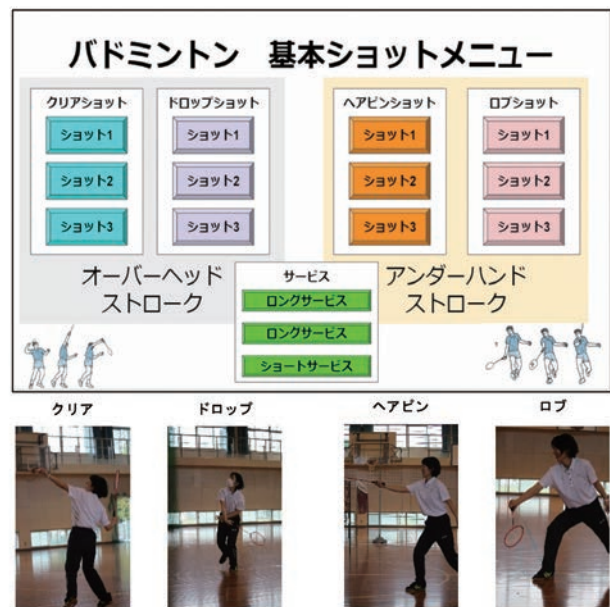 バドミントン　基本ショットメニュー
クリアショット
ショット1
ショット2
ショット3
ドロップショット
ショット1
ショット2
ショット3
オーバーヘッド
ストローク
ヘアピンショット
ショット1
ショット2
ショット3
ロブショット
ショット1
ショット2
ショット3
アンダーハンド
ストローク
サービス
ロングサービス
ロングサービス
ショートサービス
クリア
ドロップ
ヘアピン
ロブ